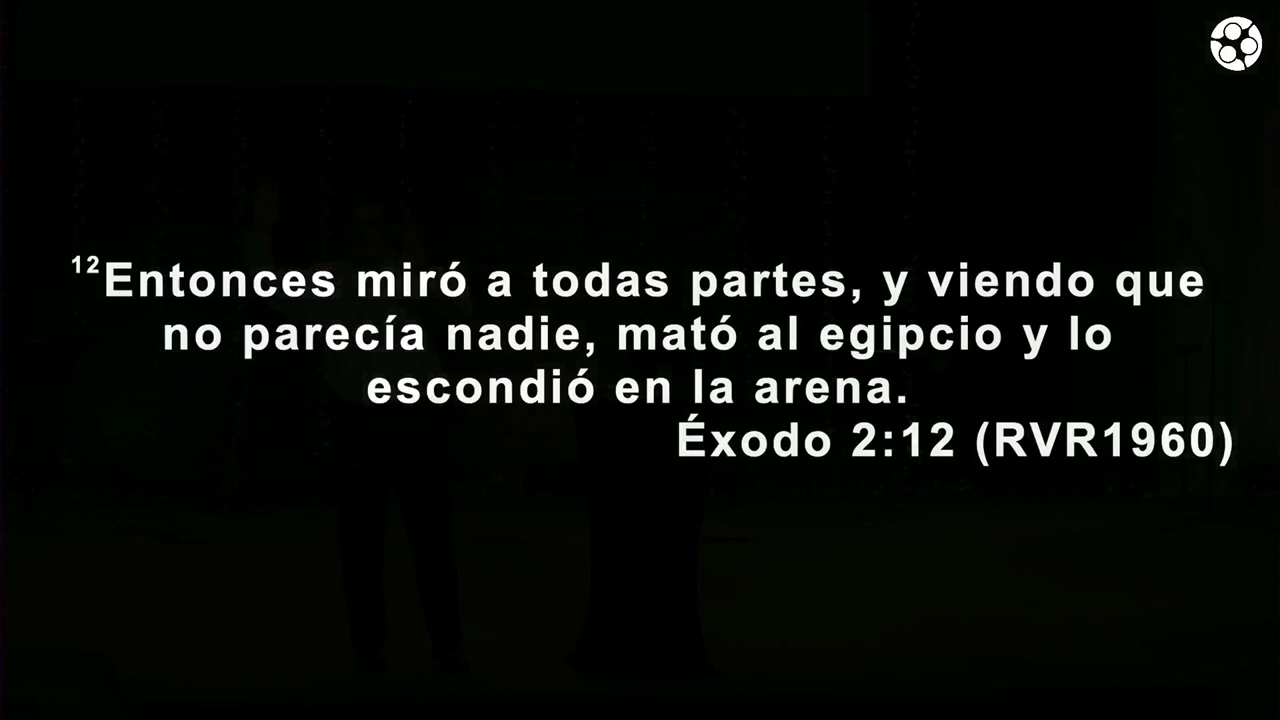 ¹²Entonces miró a todas partes, y viendo que
no parecía nadie, mató al egipcio y lo
escondió en la arena.
Éxodo 2:12 (RVR1960)